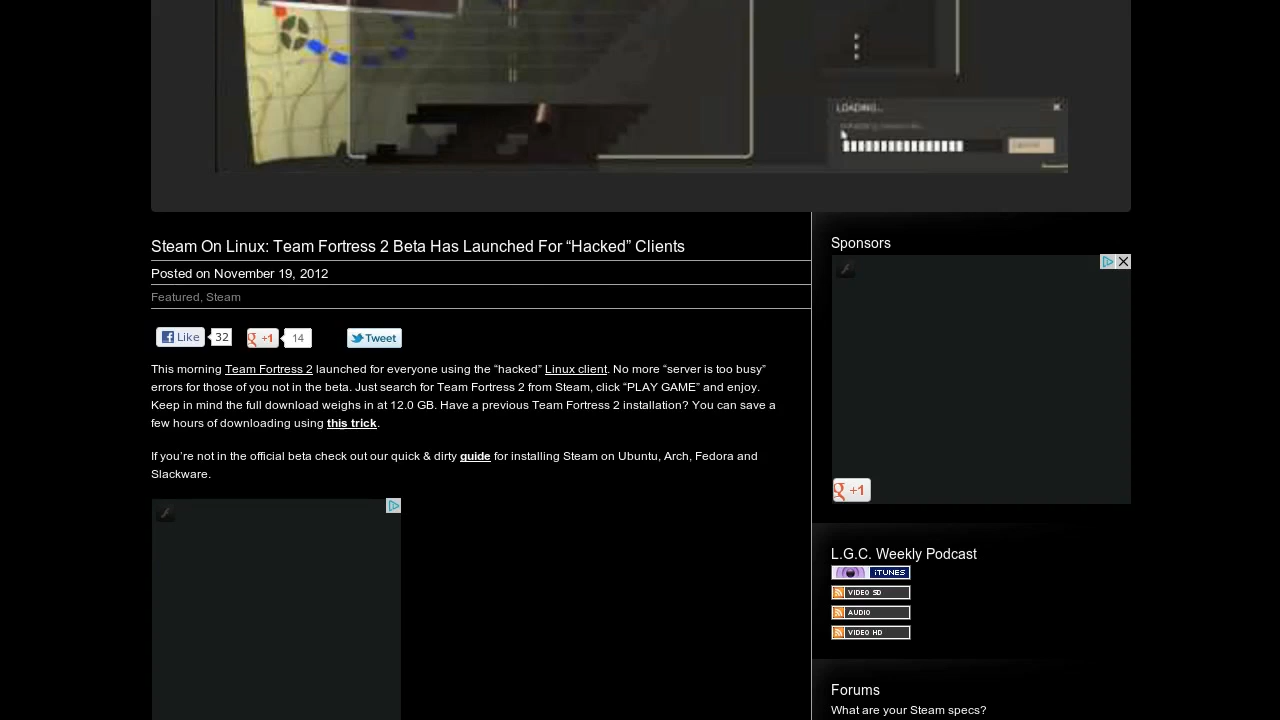 LOADING...
Steam On Linux: Team Fortress 2 Beta Has Launched For “Hacked” Clients
Posted on November 19, 2012
Featured, Steam
Like 32 +1 14 Tweet
This morning Team Fortress 2 launched for everyone using the “hacked” Linux client. No more “server is too busy”
errors for those of you not in the beta. Just search for Team Fortress 2 from Steam, click “PLAY GAME” and enjoy.
Keep in mind the full download weighs in at 12.0 GB. Have a previous Team Fortress 2 installation? You can save a
few hours of downloading using this trick.
If you’re not in the official beta check out our quick & dirty guide for installing Steam on Ubuntu, Arch, Fedora and
Slackware.
Sponsors
+1
L.G.C. Weekly Podcast
iTUNES
VIDEO SD
AUDIO
VIDEO HD
Forums
What are your Steam specs?